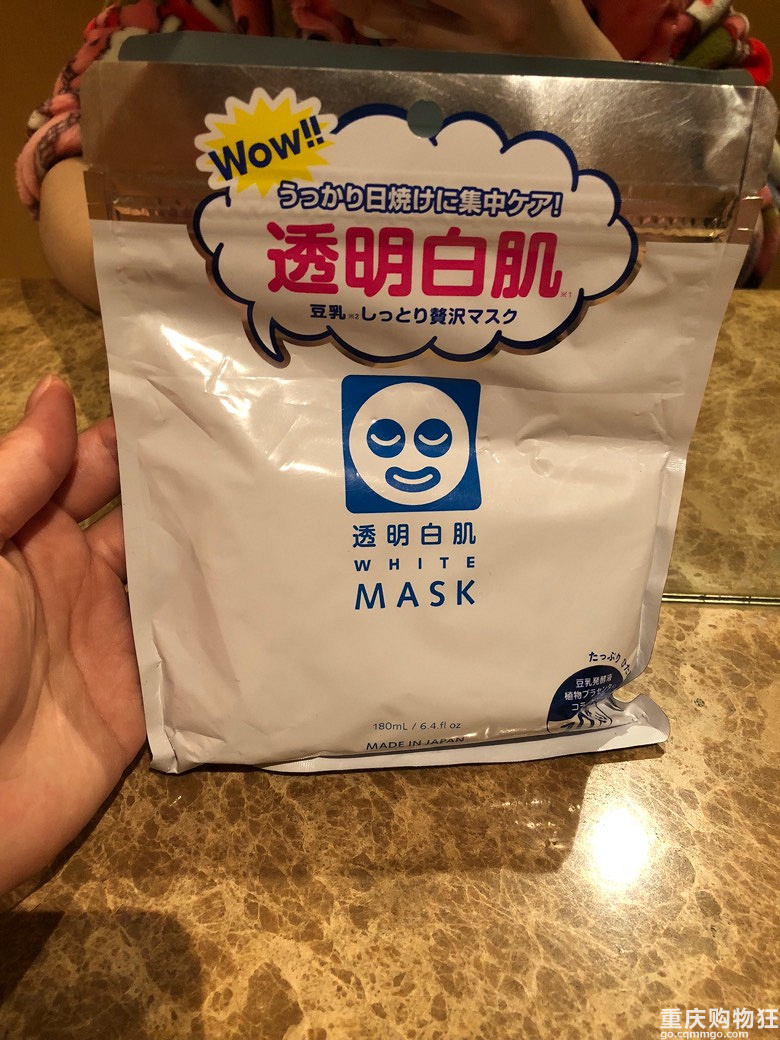 Wow!!
うっかり日焼けに集中ケア!
透明白肌※1
豆乳※2しっとり贅沢マスク
透明白肌
WHITE
MASK
たっぷり
豆乳発酵液
植物プラセンタ
コラ
180mL / 6.4.fl oz
MADE IN JAPAN
重庆购物狂
go.cqmmgo.com